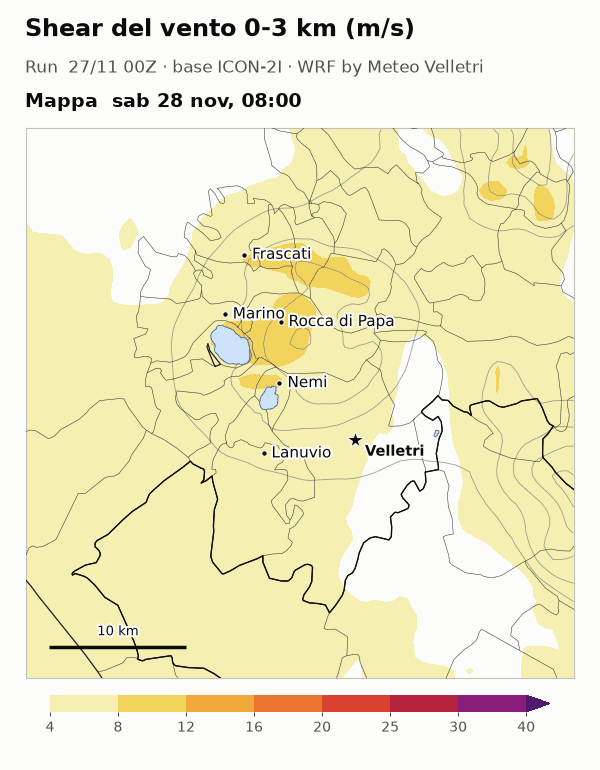 Shear del vento 0-3 km (m/s)
Run  27/11 00Z · base ICON-2I · WRF by Meteo Velletri
Mappa  sab 28 nov, 08:00
Frascati
Marino
Rocca di Papa
Nemi
Velletri
Lanuvio
10 km
4 8 12 16 20 25 30 40